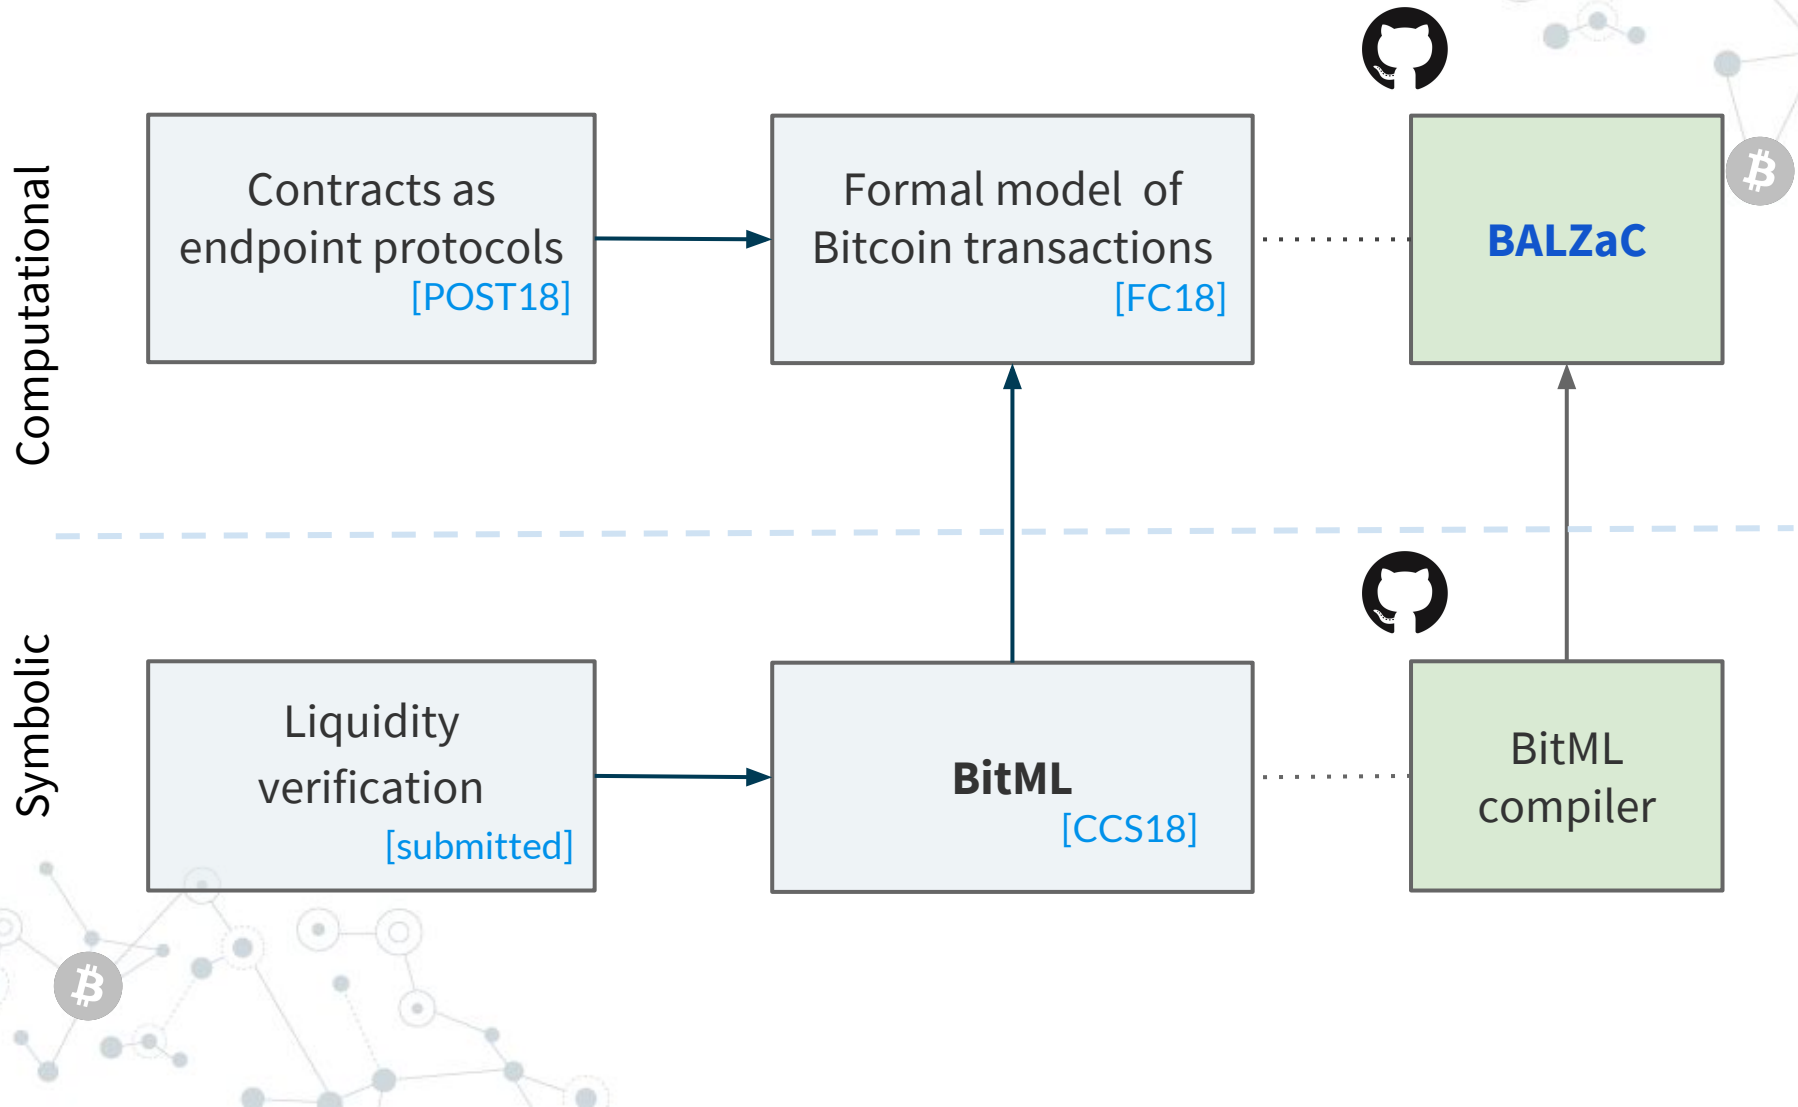 Computational
Contracts as
endpoint protocols
[POST18]
Formal model of
Bitcoin transactions
[FC18]
BALZaC
Symbolic
Liquidity
verification
[submitted]
BitML
[CCS18]
BitML
compiler